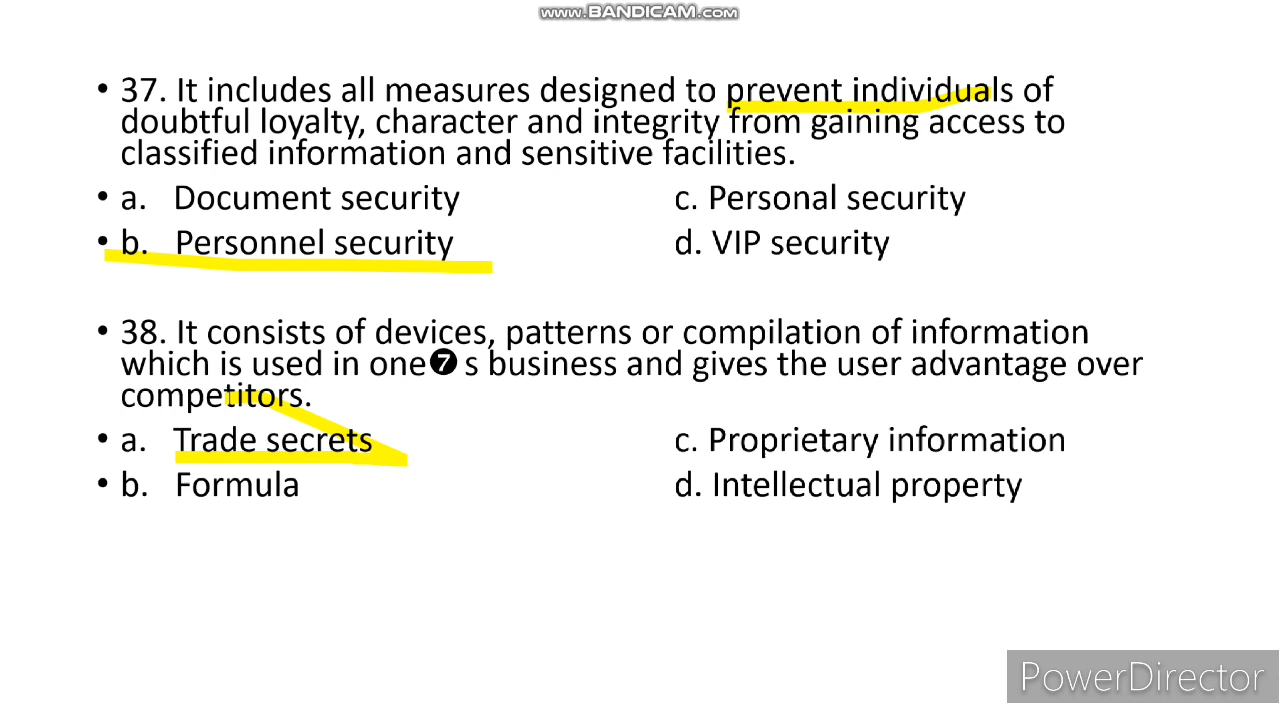 www.BANDICAM.com
• 37. It includes all measures designed to prevent individuals of
doubtful loyalty, character and integrity from gaining access to
classified information and sensitive facilities.
• a. Document security c. Personal security
• b. Personnel security d. VIP security
• 38. It consists of devices, patterns or compilation of information
which is used in one❼ s business and gives the user advantage over
competitors.
• a. Trade secrets c. Proprietary information
• b. Formula d. Intellectual property
PowerDirector